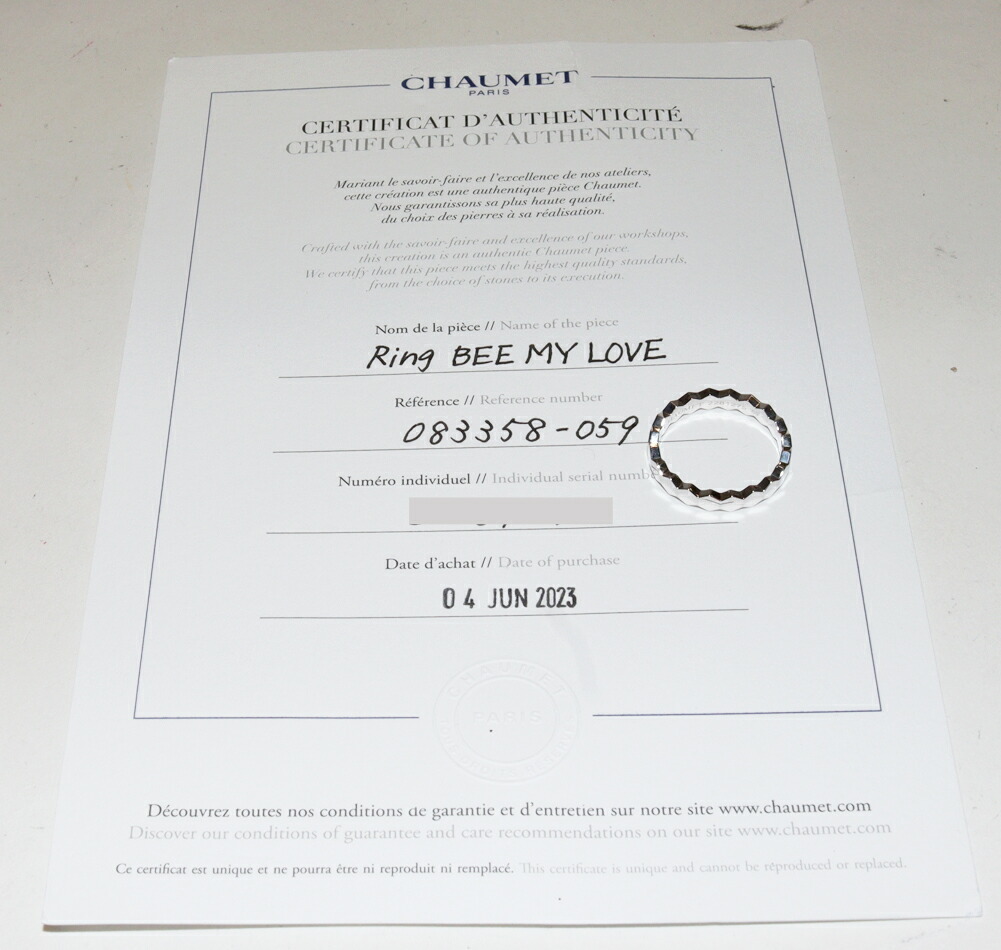 CHAUMET
PARIS
CERTIFICAT D'AUTHENTICITÉ
CERTIFICATE OF AUTHENTICITY
Mariant le savoir-faire et l'excellence de nos ateliers,
cette création est une authentique pièce Chaumet.
Nous garantissons sa plus haute qualité,
du choix des pierres à sa réalisation.
Crafted with the savoir-faire and excellence of our workshops,
this creation is an authentic Chaumet piece.
We certify that this piece meets the highest quality standards,
from the choice of stones to its execution.
Nom de la pièce // Name of the piece
Ring BEE MY LOVE
Référence // Reference number
083358-059
Numéro individuel // Individual serial numbe
Date d'achat // Date of purchase
04 JUN 2023
CHAUMET
PARIS
Découvrez toutes nos conditions de garantie et d'entretien sur notre site www.chaumet.com
Discover our conditions of guarantee and care recommendations on our site www.chaumet.com
Ce certificat est unique et ne pourra être ni reproduit ni remplacé. This certificate is unique and cannot be reproduced or replaced.